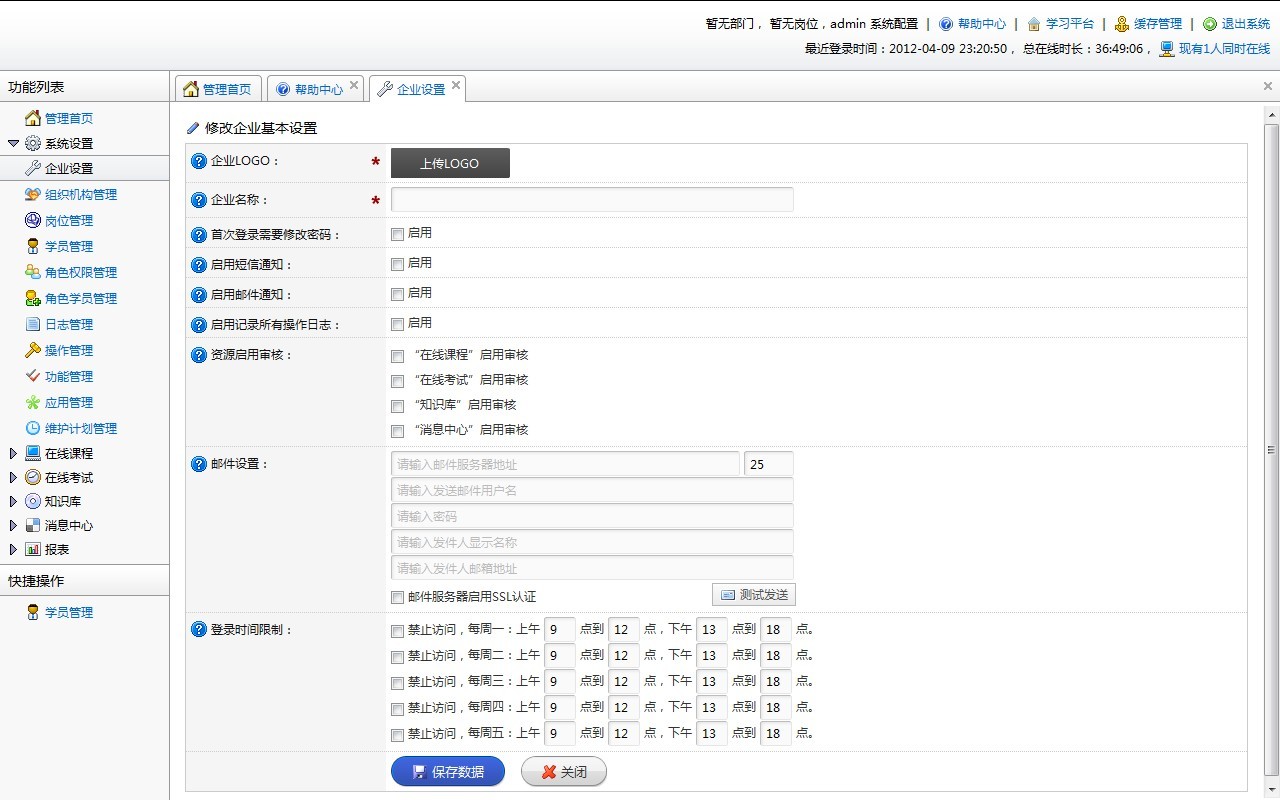 暂无部门， 暂无岗位，admin 系统配置 | 帮助中心 | 学习平台 | 缓存管理 | 退出系统
最近登录时间：2012-04-09 23:20:50， 总在线时长：36:49:06， 现有1人同时在线
功能列表
管理首页
系统设置
企业设置
组织机构管理
岗位管理
学员管理
角色权限管理
角色学员管理
日志管理
操作管理
功能管理
应用管理
维护计划管理
在线课程
在线考试
知识库
消息中心
报表
快捷操作
学员管理
管理首页 帮助中心 企业设置
修改企业基本设置
企业LOGO： * 上传LOGO
企业名称： *
首次登录需要修改密码： 启用
启用短信通知： 启用
启用邮件通知： 启用
启用记录所有操作日志： 启用
资源启用审核： “在线课程”启用审核
“在线考试”启用审核
“知识库”启用审核
“消息中心”启用审核
邮件设置： 请输入邮件服务器地址 25
请输入发送邮件用户名
请输入密码
请输入发件人显示名称
请输入发件人邮箱地址
邮件服务器启用SSL认证 测试发送
登录时间限制： 禁止访问，每周一：上午 9 点到 12 点，下午 13 点到 18 点。
禁止访问，每周二：上午 9 点到 12 点，下午 13 点到 18 点。
禁止访问，每周三：上午 9 点到 12 点，下午 13 点到 18 点。
禁止访问，每周四：上午 9 点到 12 点，下午 13 点到 18 点。
禁止访问，每周五：上午 9 点到 12 点，下午 13 点到 18 点。
保存数据 关闭